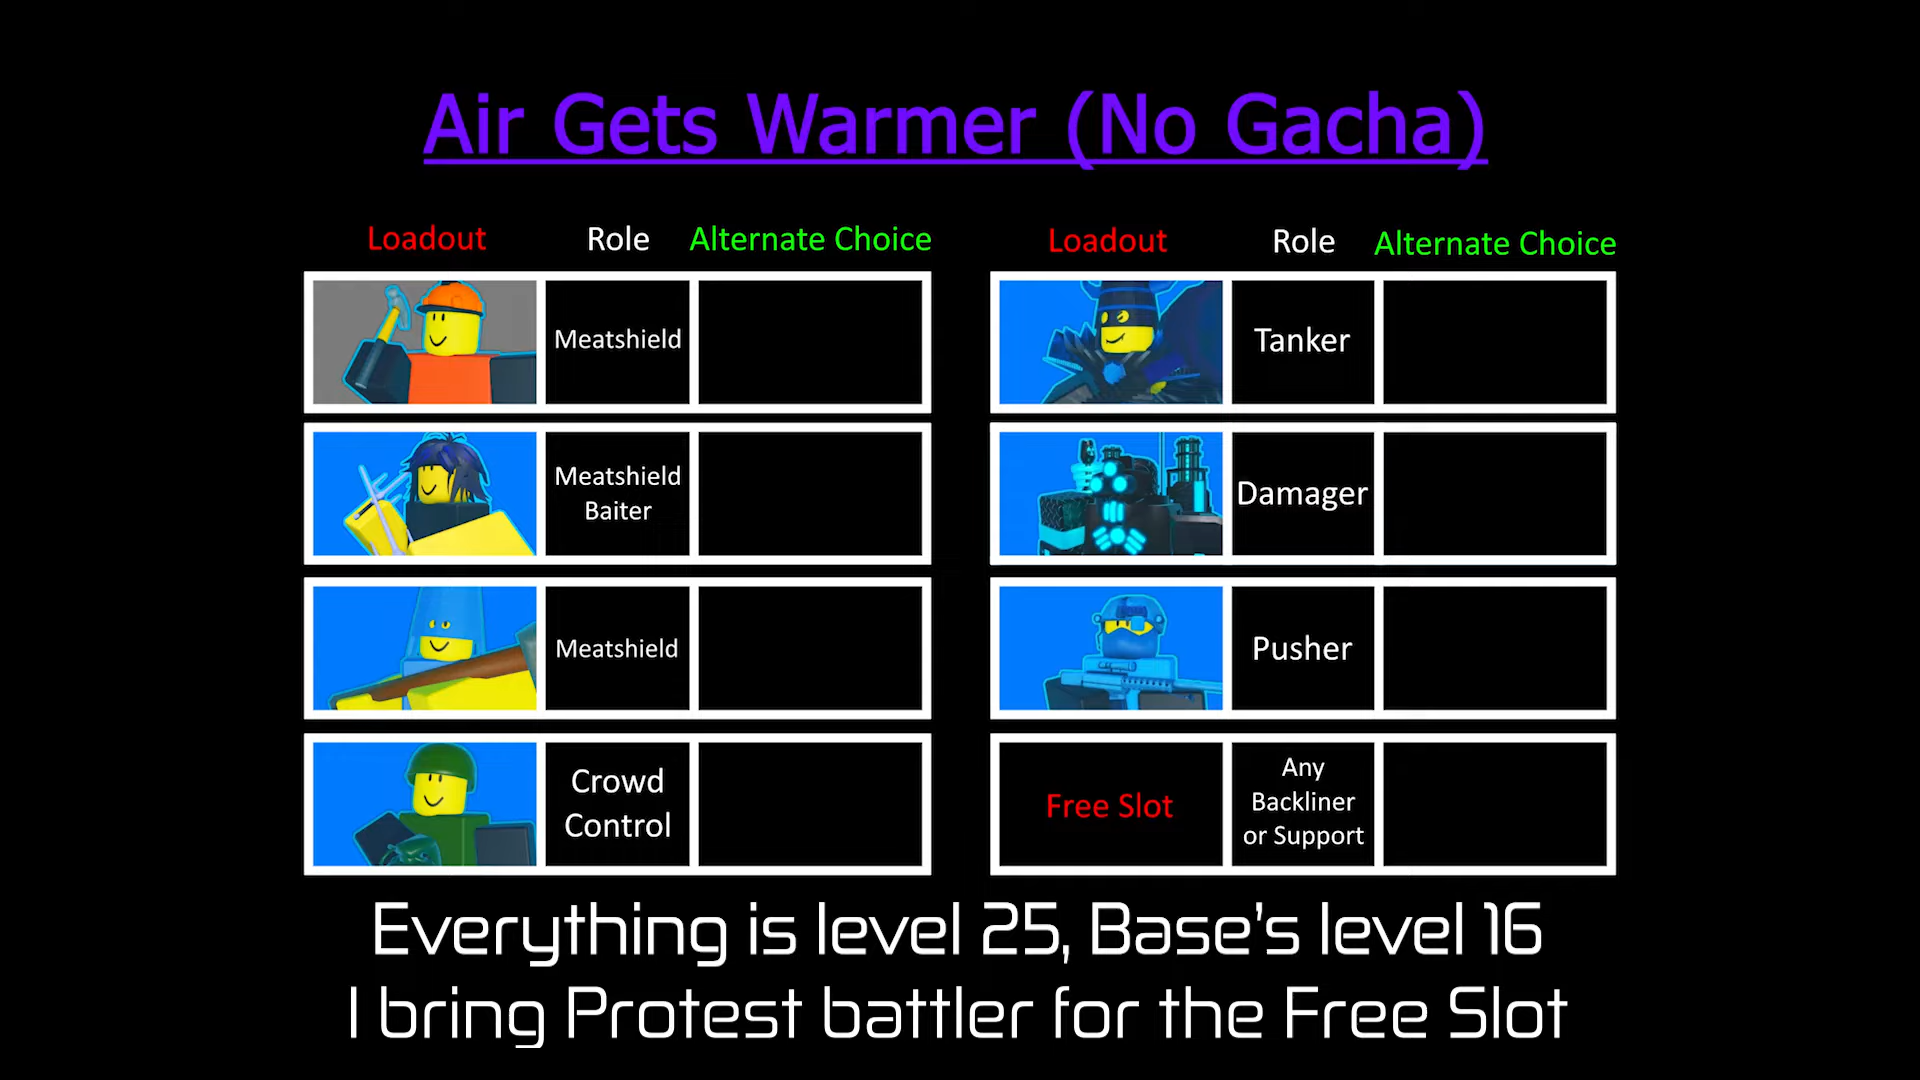 Air Gets Warmer (No Gacha)
Loadout Role Alternate Choice
Meatshield
Meatshield
Baiter
Meatshield
Crowd
Control
Loadout Role Alternate Choice
Tanker
Damager
Pusher
Free Slot
Any
Backliner
or Support
Everything is level 25, Base's level 16
I bring Protest battler for the Free Slot